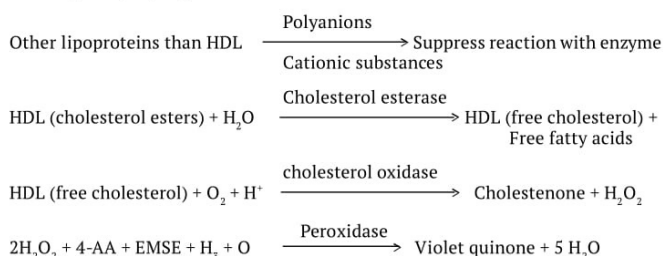 Polyanions
Other lipoproteins than HDL → Suppress reaction with enzyme
Cationic substances
Cholesterol esterase
HDL (cholesterol esters) + H₂O → HDL (free cholesterol) +
Free fatty acids
cholesterol oxidase
HDL (free cholesterol) + O₂ + H⁺ → Cholestenone + H₂O₂
Peroxidase
2H₂O₂ + 4-AA + EMSE + H₃ + O → Violet quinone + 5 H₂O